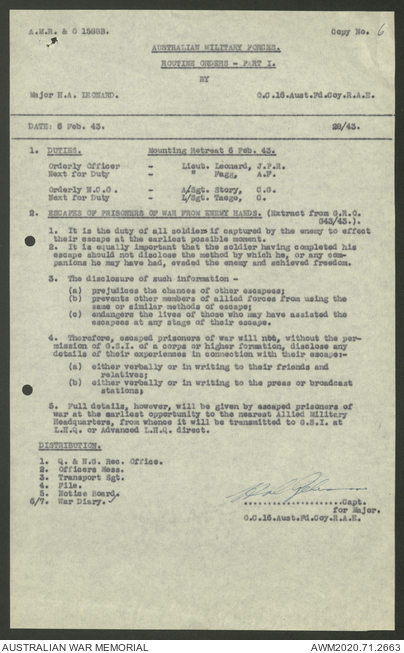 A.M.R. & O 1568B. Copy No. 6
AUSTRALIAN MILITARY FORCES.
ROUTINE ORDERS - PART I.
BY
Major H.A. LEONARD. O.C.16.Aust.Fd.Coy.R.A.E.
DATE: 6 Feb. 43. 28/43.
1. DUTIES. Mounting Retreat 6 Feb. 43.
Orderly Officer - Lieut. Leonard, J.P.R.
Next for Duty - " Fagg, A.F.
Orderly N.C.O. - A/Sgt. Story, C.G.
Next for Duty - L/Sgt. Teage, C.
2. ESCAPES OF PRISONERS OF WAR FROM ENEMY HANDS. (Extract from G.R.O.
G43/43.).
1. It is the duty of all soldiers if captured by the enemy to effect
their escape at the earliest possible moment.
2. It is equally important that the soldier having completed his
escape should not disclose the method by which he, or any com-
panions he may have had, evaded the enemy and achieved freedom.
3. The disclosure of such information -
(a) prejudices the chances of other escapees;
(b) prevents other members of allied forces from using the
same or similar methods of escape;
(c) endangers the lives of those who may have assisted the
escapees at any stage of their escape.
4. Therefore, escaped prisoners of war will not, without the per-
mission of G.S.I. of a corps or higher formation, disclose any
details of their experiences in connection with their escape:-
(a) either verbally or in writing to their friends and
relatives;
(b) either verbally or in writing to the press or broadcast
stations;
5. Full details, however, will be given by escaped prisoners of
war at the earliest opportunity to the nearest Allied Military
Headquarters, from whence it will be transmitted to G.S.I. at
L.H.Q. or Advanced L.H.Q. direct.
DISTRIBUTION.
1. Q. & N.G. Rec. Office.
2. Officers Mess.
3. Transport Sgt.
4. File.
5. Notice Board.
6/7. War Diary.
....................Capt.
for Major.
O.C.16.Aust.Fd.Coy.R.A.E.
AUSTRALIAN WAR MEMORIAL AWM2020.71.2663